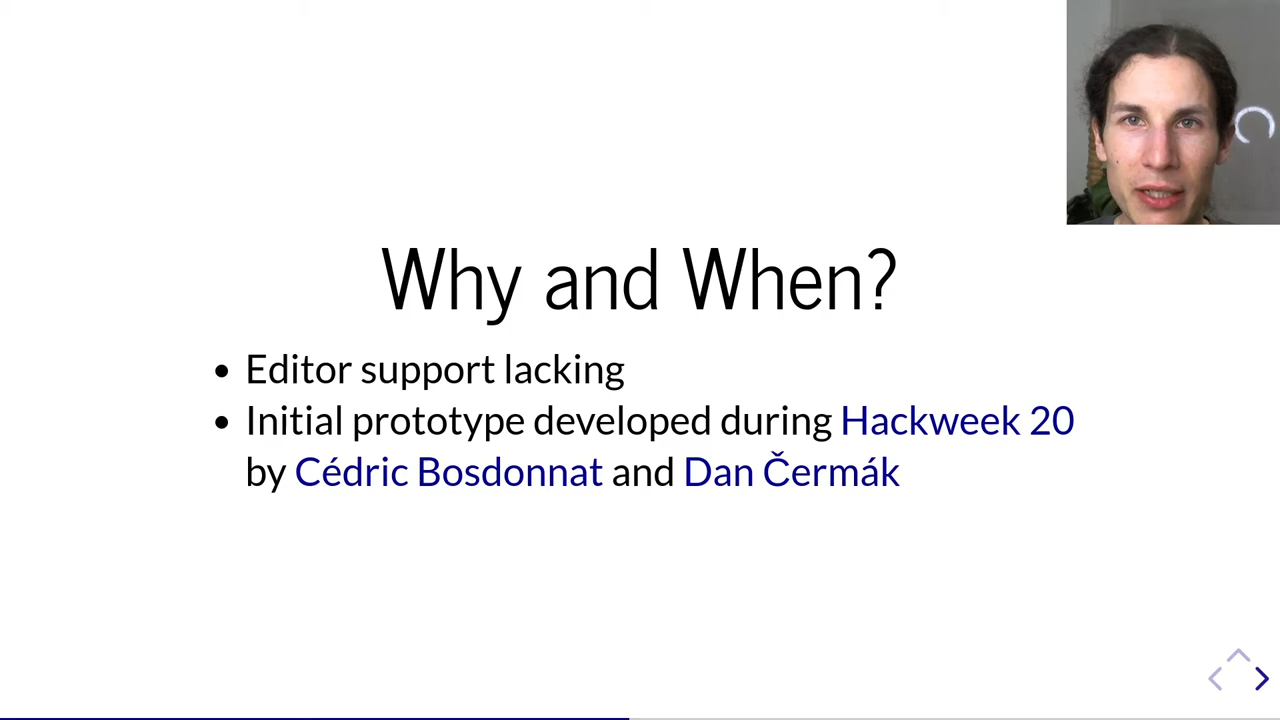 Why and When?
Editor support lacking
Initial prototype developed during Hackweek 20
by Cédric Bosdonnat and Dan Čermák